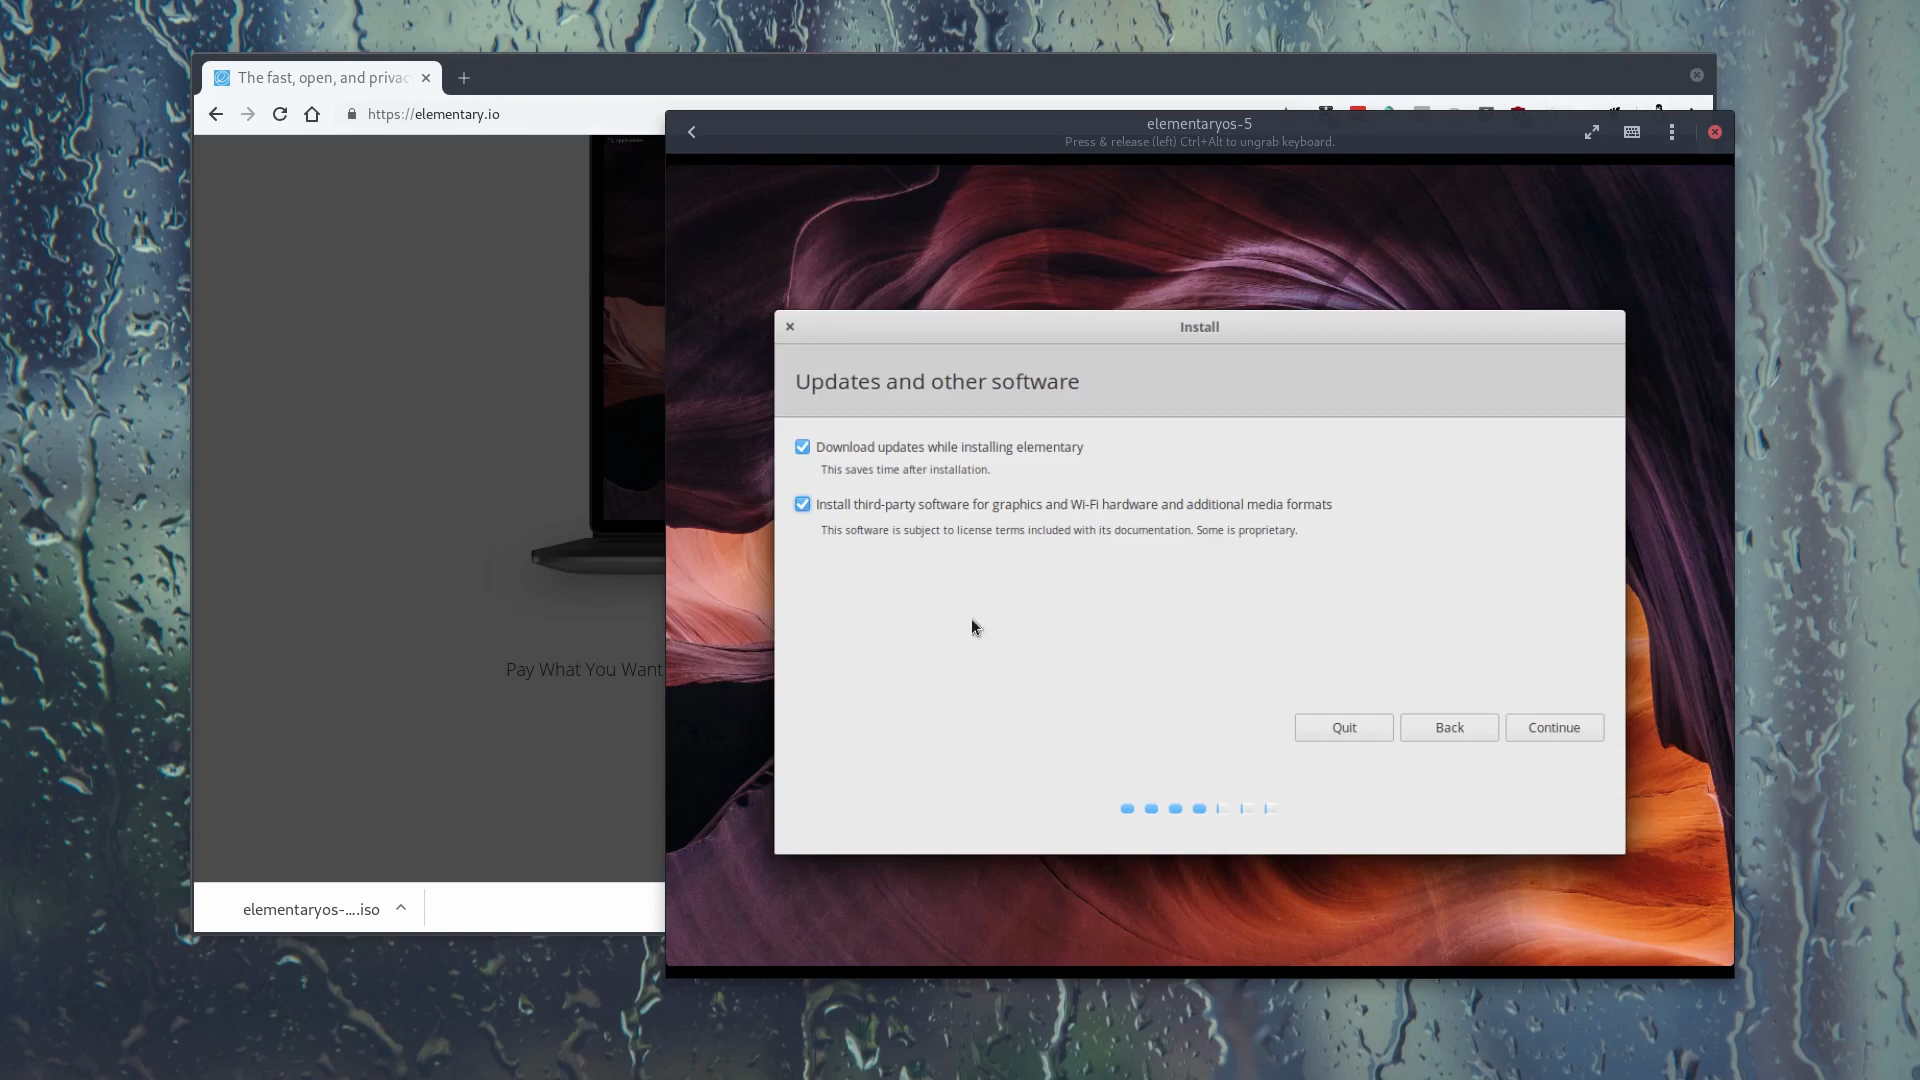 The fast, open, and privac
https://elementary.io
elementaryos-5
Press & release (left) Ctrl+Alt to ungrab keyboard.
Install
Updates and other software
Download updates while installing elementary
This saves time after installation.
Install third-party software for graphics and Wi-Fi hardware and additional media formats
This software is subject to license terms included with its documentation. Some is proprietary.
Pay What You Want
Quit
Back
Continue
elementaryos-....iso